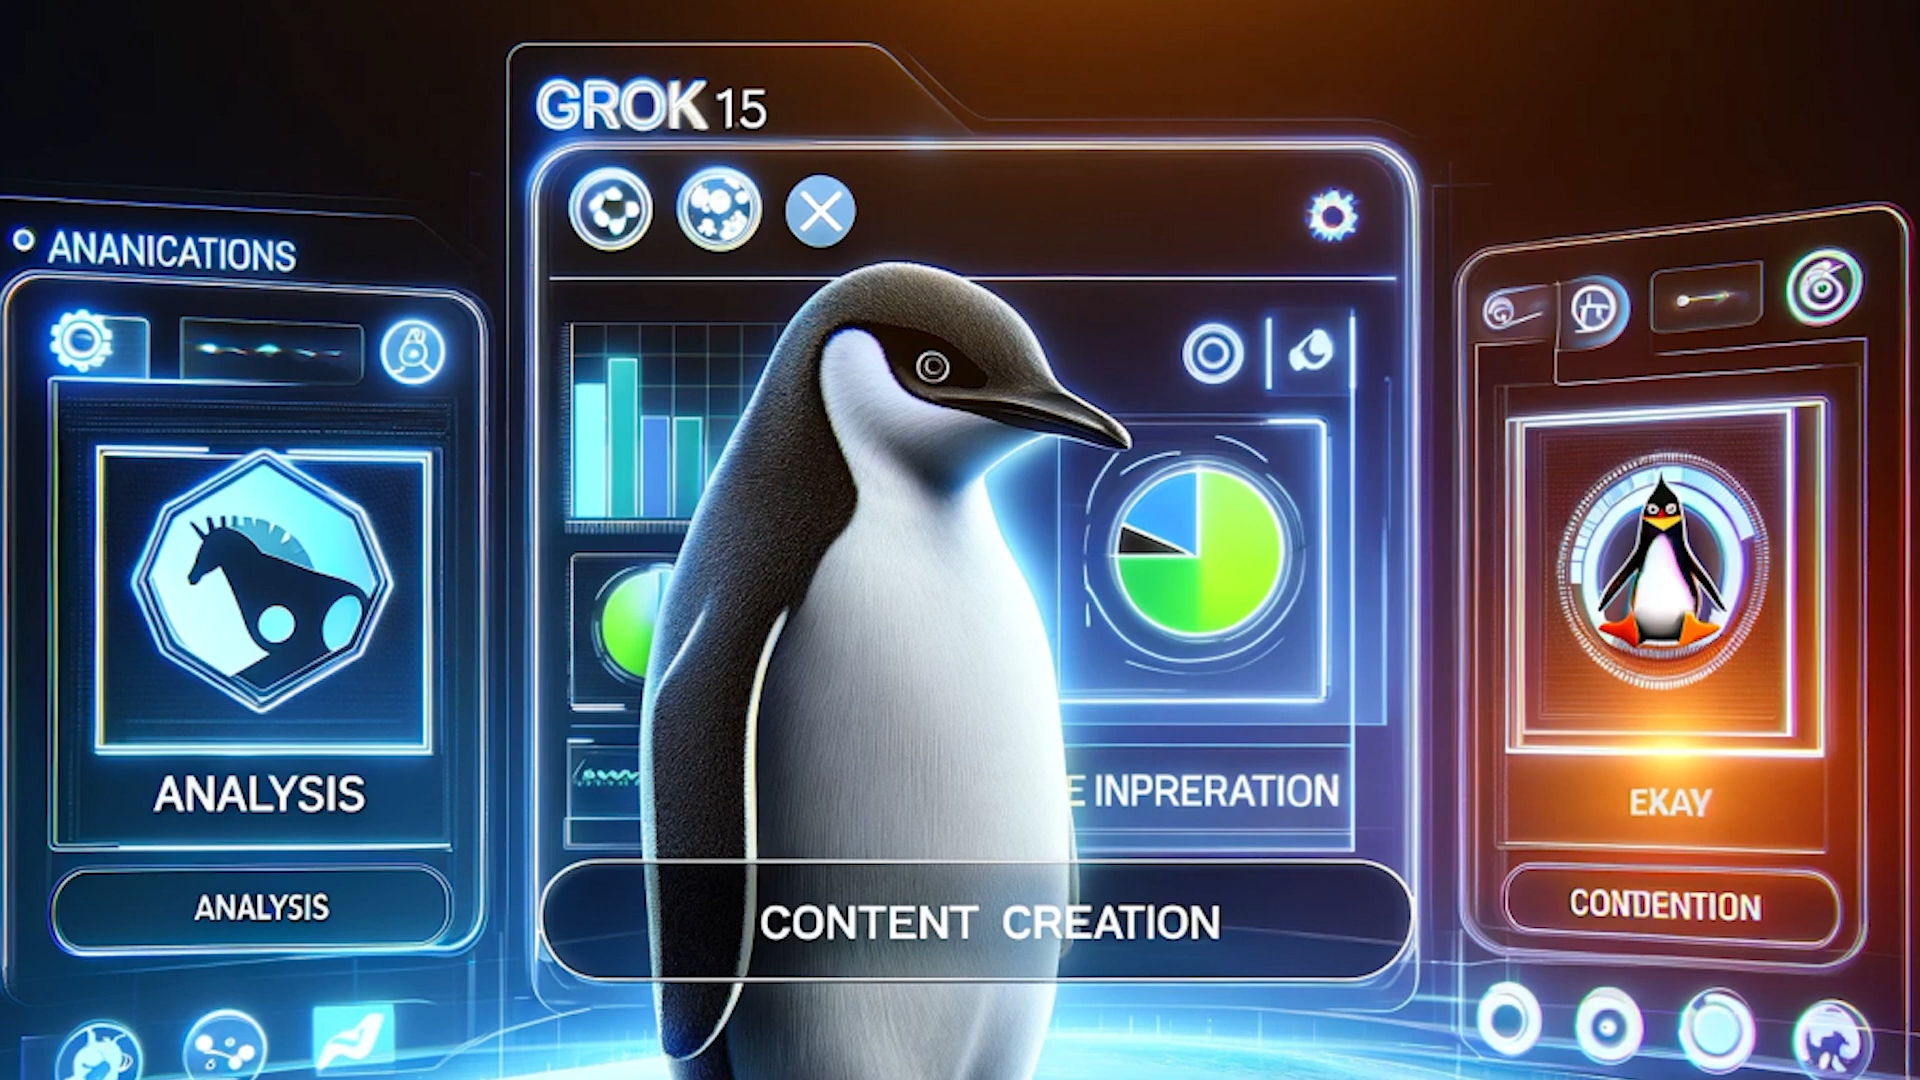 GROK 15
ANANICATIONS
ANALYSIS
ANALYSIS
E INPRERATION
CONTENT CREATION
EKAY
CONDENTION